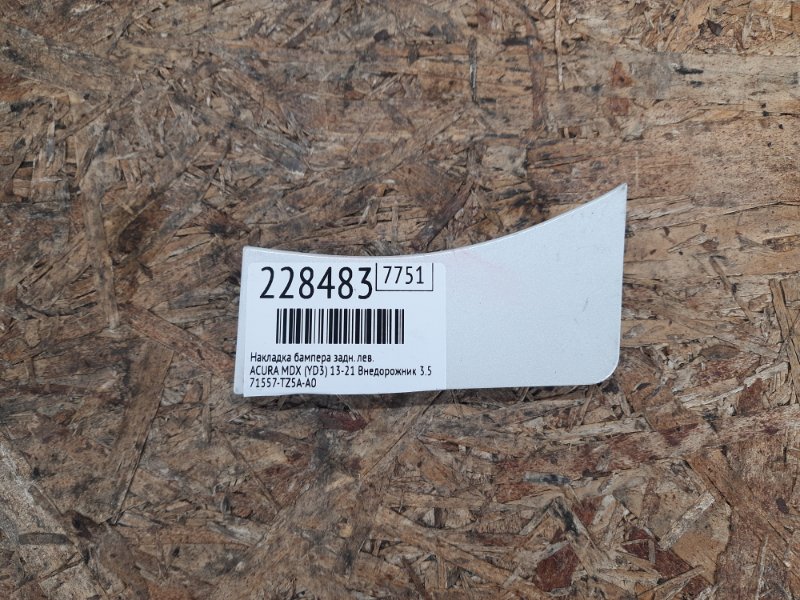 228483 7751
Накладка бампера задн. лев.
ACURA MDX (YD3) 13-21 Внедорожник 3.5
71557-TZ5A-A0